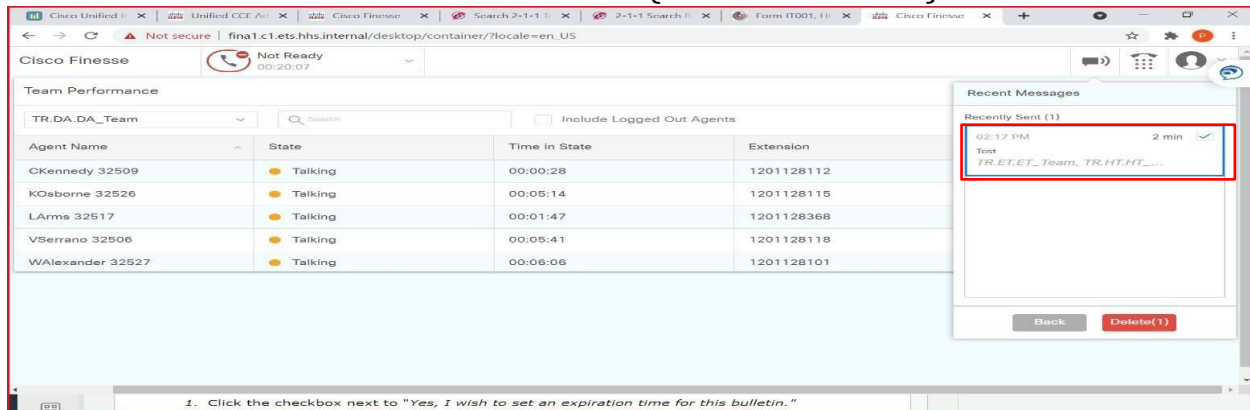 Cisco Unified I
Unified CCE Ad
Cisco Finesse
Search 2-1-1 T
2-1-1 Search R
Form IT001, H
Cisco Finesse
Not secure | fina1.c1.ets.hhs.internal/desktop/container/?locale=en_US
P
Cisco Finesse
Not Ready
00:20:07
Team Performance
Recent Messages
TR.DA.DA_Team
Search
Include Logged Out Agents
Recently Sent (1)
Agent Name
State
Time in State
Extension
02:17 PM
2 min
Test
TR.ET.ET_Team, TR.HT.HT_...
CKennedy 32509
Talking
00:00:28
1201128112
KOsborne 32526
Talking
00:05:14
1201128115
LArms 32517
Talking
00:01:47
1201128368
VSerrano 32506
Talking
00:05:41
1201128118
WAlexander 32527
Talking
00:06:06
1201128101
Back
Delete(1)
1. Click the checkbox next to "Yes, I wish to set an expiration time for this bulletin."